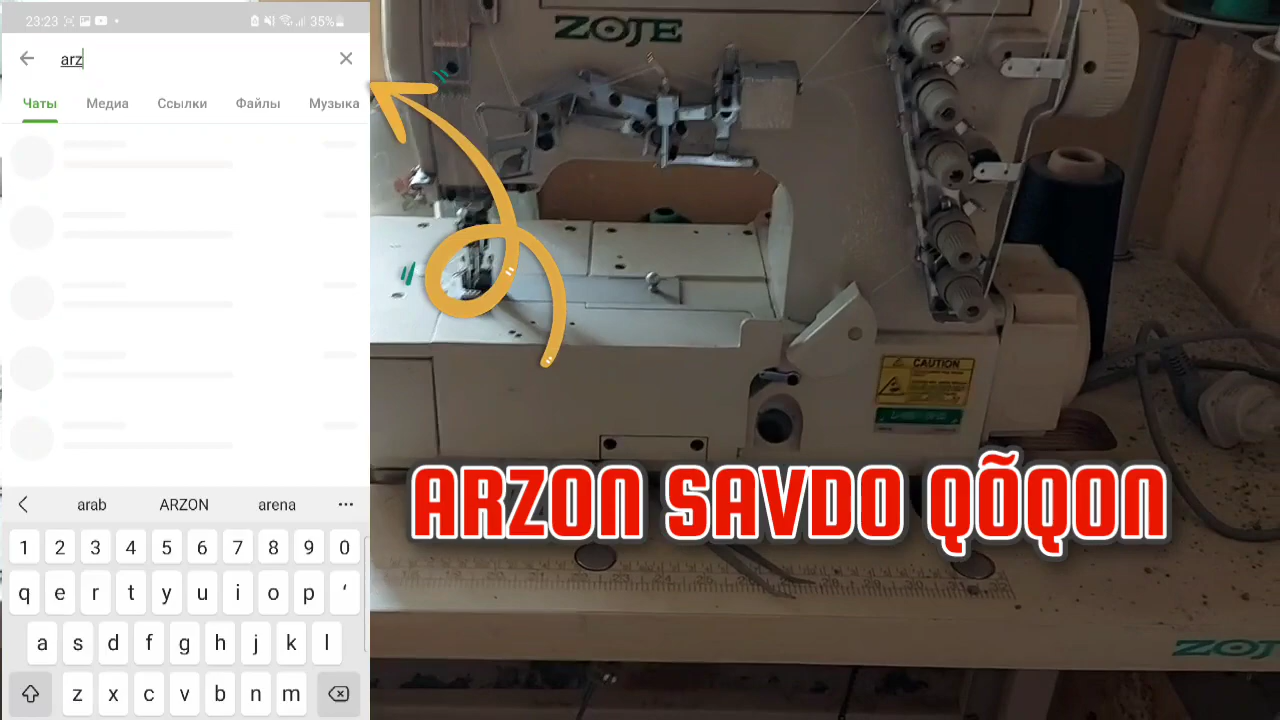 23:23
35%
arz
Чаты Медиа Ссылки Файлы Музыка
arab ARZON arena
1 2 3 4 5 6 7 8 9 0
q e r t y u i o p ‘
a s d f g h j k l
z x c v b n m
ZOJE
CAUTION
ARZON SAVDO QÕQON
ZOJE